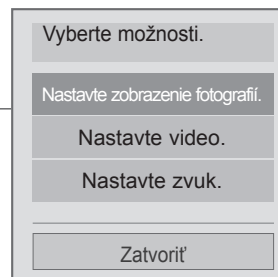 Vyberte možnosti.
Nastavte zobrazenie fotografií.
Nastavte video.
Nastavte zvuk.
Zatvoriť